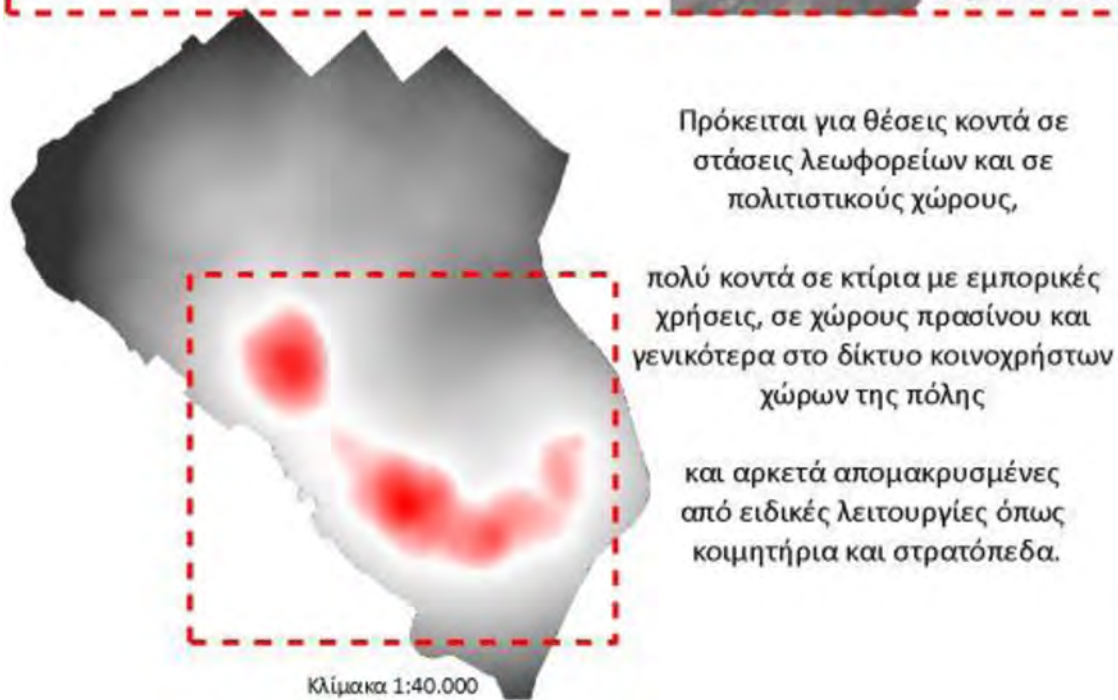 Πρόκειται για θέσεις κοντά σε
στάσεις λεωφορείων και σε
πολιτιστικούς χώρους,
πολύ κοντά σε κτίρια με εμπορικές
χρήσεις, σε χώρους πρασίνου και
γενικότερα στο δίκτυο κοινοχρήστων
χώρων της πόλης
και αρκετά απομακρυσμένες
από ειδικές λειτουργίες όπως
κοιμητήρια και στρατόπεδα.
Κλίμακα 1:40.000